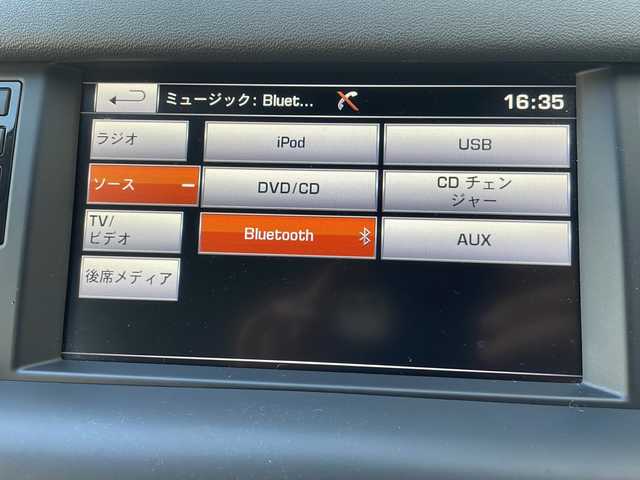 ミュージック: Bluet...
16:35
ラジオ
iPod
USB
ソース
DVD/CD
CD チェン
ジャー
TV/
ビデオ
Bluetooth
AUX
後席メディア